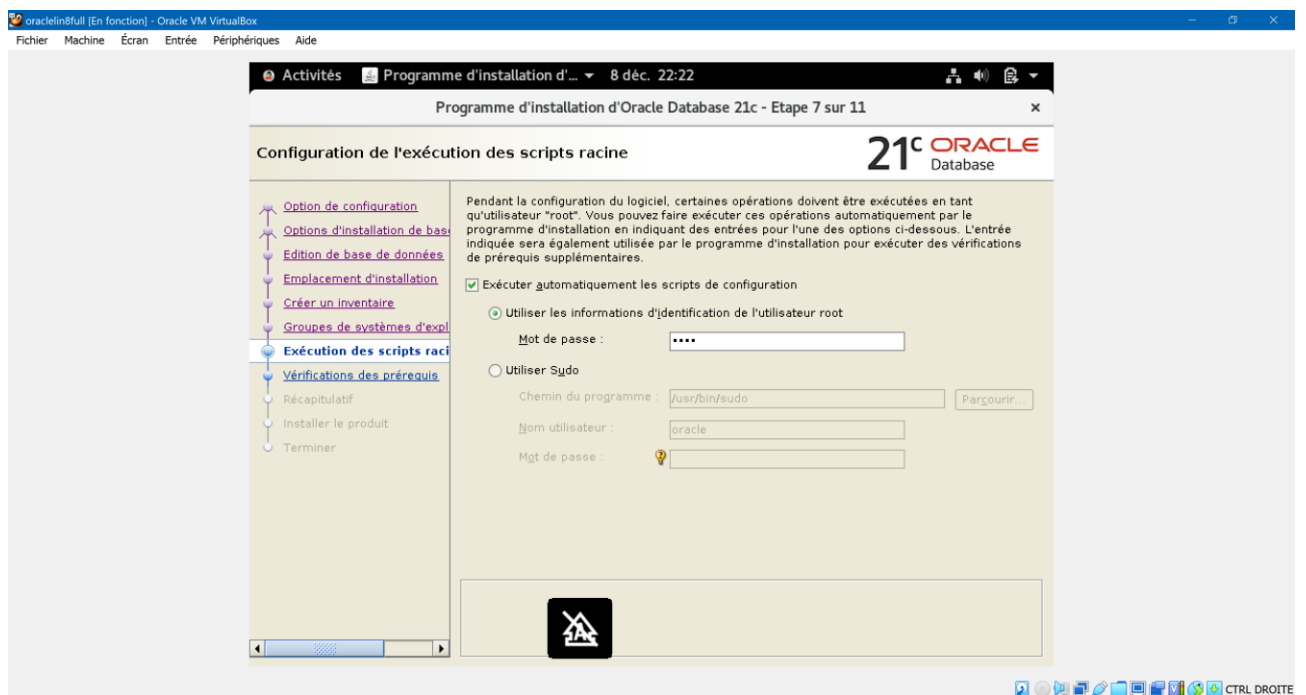 oraclelin8full [En fonction] - Oracle VM VirtualBox
Fichier Machine Écran Entrée Périphériques Aide
Activités Programme d'installation d'... 8 déc. 22:22
Programme d'installation d'Oracle Database 21c - Etape 7 sur 11
Configuration de l'exécution des scripts racine
21c ORACLE
Database
Option de configuration
Options d'installation de base
Edition de base de données
Emplacement d'installation
Créer un inventaire
Groupes de systèmes d'expl
Exécution des scripts raci
Vérifications des prérequis
Récapitulatif
Installer le produit
Terminer
Pendant la configuration du logiciel, certaines opérations doivent être exécutées en tant
qu'utilisateur "root". Vous pouvez faire exécuter ces opérations automatiquement par le
programme d'installation en indiquant des entrées pour l'une des options ci-dessous. L'entrée
indiquée sera également utilisée par le programme d'installation pour exécuter des vérifications
de prérequis supplémentaires.
Exécuter automatiquement les scripts de configuration
Utiliser les informations d'identification de l'utilisateur root
Mot de passe : ••••
Utiliser Sudo
Chemin du programme : /usr/bin/sudo Parcourir...
Nom utilisateur : oracle
Mot de passe :
A
CTRL DROITE